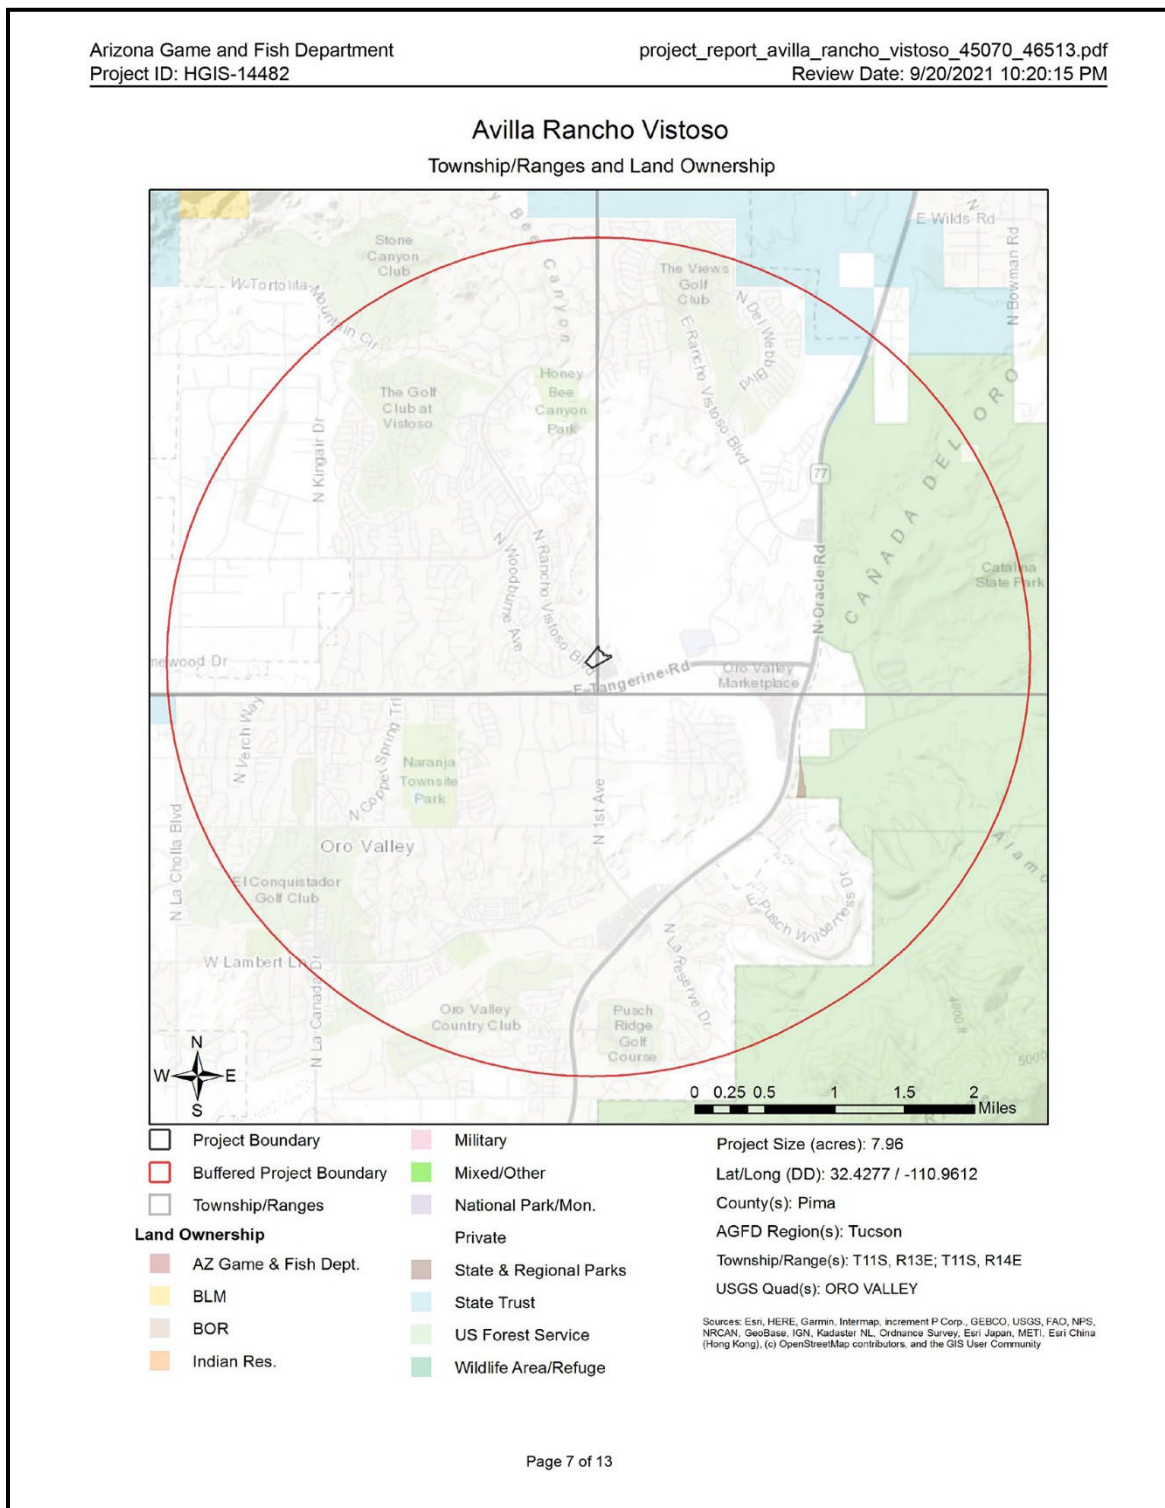 Arizona Game and Fish Department
project_report_avilla_rancho_vistoso_45070_46513.pdf
Project ID: HGIS-14482
Review Date: 9/20/2021 10:20:15 PM
Avilla Rancho Vistoso
Township/Ranges and Land Ownership
E Wilds Rd
N Bowman Rd
Stone
Canyon
Club
y Bee Canyon
The Views
Golf
Club
W Tortolita Mountain Cir
N Del Webb Blvd
E Rancho Vistoso Blvd
Honey
Bee
Canyon
Park
The Golf
Club at
Vistoso
N Kingair Dr
77
CAÑADA DEL ORO
N Woodburne Ave
N Rancho Vistoso Blvd
N Oracle Rd
Catalina
State Park
newood Dr
E Tangerine Rd
Oro Valley
Marketplace
N Verch Way
N Copper Spring Trl
Naranja
Townsite
Park
N 1st Ave
N La Cholla Blvd
Oro Valley
Alamo
El Conquistador
Golf Club
E Pusch Wilderness Dr
W Lambert Ln
N La Canada Dr
N La Reserve Dr
Oro Valley
Country Club
Pusch
Ridge
Golf
Course
4000 ft
5000
N
W E
S
0 0.25 0.5 1 1.5 2
Miles
Project Boundary
Buffered Project Boundary
Township/Ranges
Land Ownership
AZ Game & Fish Dept.
BLM
BOR
Indian Res.
Military
Mixed/Other
National Park/Mon.
Private
State & Regional Parks
State Trust
US Forest Service
Wildlife Area/Refuge
Project Size (acres): 7.96
Lat/Long (DD): 32.4277 / -110.9612
County(s): Pima
AGFD Region(s): Tucson
Township/Range(s): T11S, R13E; T11S, R14E
USGS Quad(s): ORO VALLEY
Sources: Esri, HERE, Garmin, Intermap, increment P Corp., GEBCO, USGS, FAO, NPS,
NRCAN, GeoBase, IGN, Kadaster NL, Ordnance Survey, Esri Japan, METI, Esri China
(Hong Kong), (c) OpenStreetMap contributors, and the GIS User Community
Page 7 of 13